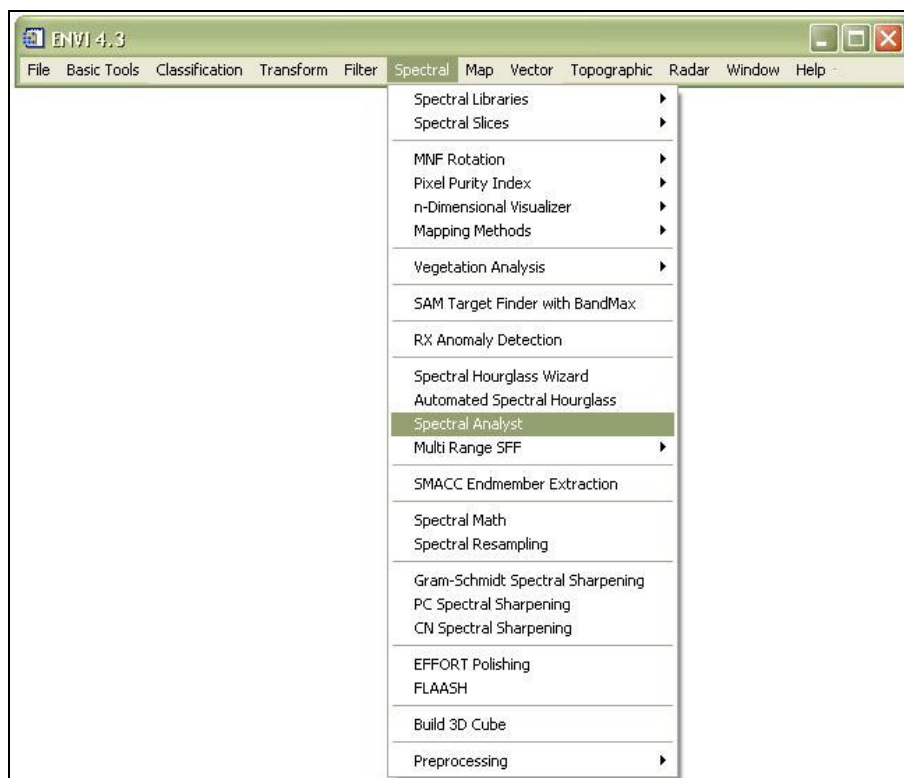 ENVI 4.3
File Basic Tools Classification Transform Filter Spectral Map Vector Topographic Radar Window Help
Spectral Libraries
Spectral Slices
MNF Rotation
Pixel Purity Index
n-Dimensional Visualizer
Mapping Methods
Vegetation Analysis
SAM Target Finder with BandMax
RX Anomaly Detection
Spectral Hourglass Wizard
Automated Spectral Hourglass
Spectral Analyst
Multi Range SFF
SMACC Endmember Extraction
Spectral Math
Spectral Resampling
Gram-Schmidt Spectral Sharpening
PC Spectral Sharpening
CN Spectral Sharpening
EFFORT Polishing
FLAASH
Build 3D Cube
Preprocessing